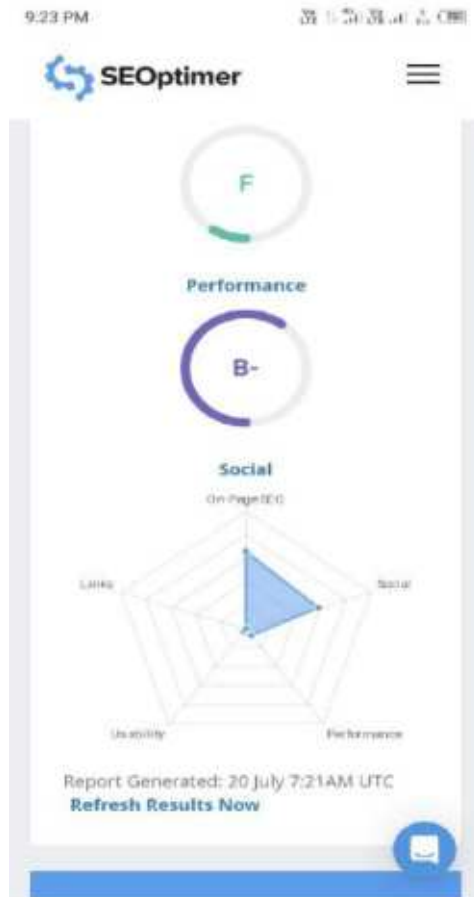 9:23 PM
SEOptimer
F
Performance
B-
Social
On-Page SEO
Links
Social
Usability
Performance
Report Generated: 20 July 7:21AM UTC
Refresh Results Now